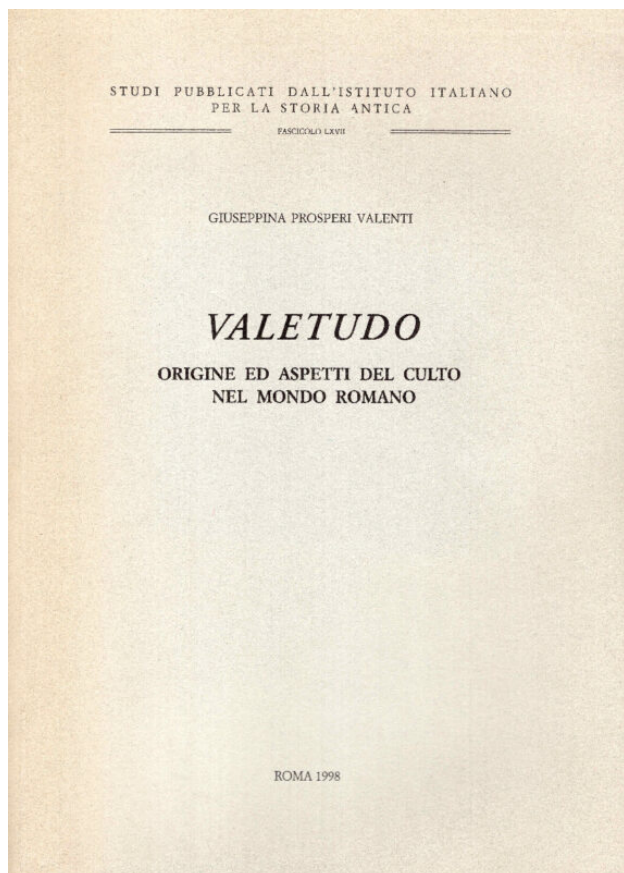 STUDI PUBBLICATI DALL'ISTITUTO ITALIANO
PER LA STORIA ANTICA
FASCICOLO LXVII
GIUSEPPINA PROSPERI VALENTI
VALETUDO
ORIGINE ED ASPETTI DEL CULTO
NEL MONDO ROMANO
ROMA 1998